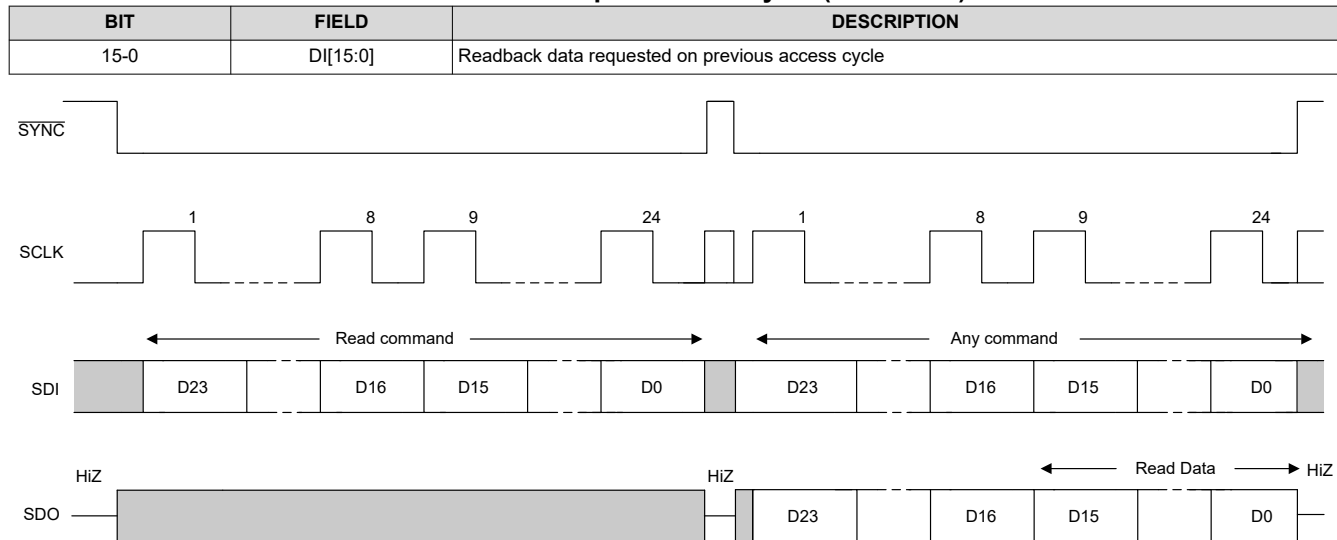 BIT FIELD DESCRIPTION
15-0 DI[15:0] Readback data requested on previous access cycle
SYNC
1 8 9 24 1 8 9 24
SCLK
Read command Any command
SDI D23 D16 D15 D0 D23 D16 D15 D0
HiZ HiZ Read Data HiZ
SDO D23 D16 D15 D0